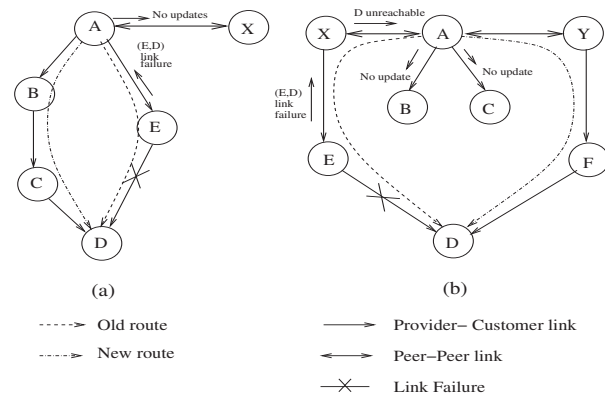 A
No updates
X
(E,D)
link
failure
B
E
C
D
(a)
D unreachable
X
A
Y
No update
No update
(E,D)
link
failure
B
C
E
F
D
(b)
Old route
New route
Provider– Customer link
Peer–Peer link
Link Failure